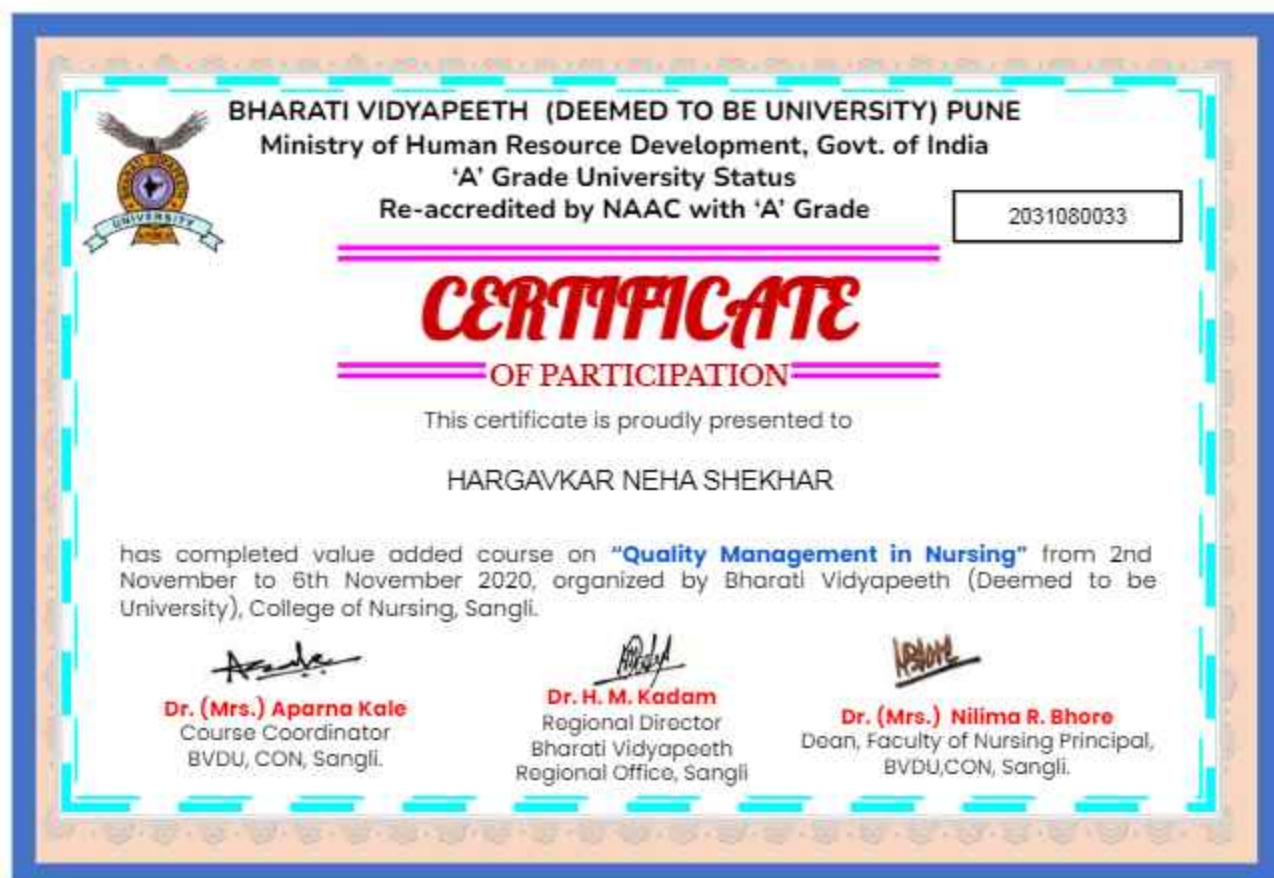 BHARATI VIDYAPEETH (DEEMED TO BE UNIVERSITY) PUNE
Ministry of Human Resource Development, Govt. of India
‘A’ Grade University Status
Re-accredited by NAAC with ‘A’ Grade
2031080033
BHARATI VIDYAPEETH
UNIVERSITY
CERTIFICATE
OF PARTICIPATION
This certificate is proudly presented to
HARGAVKAR NEHA SHEKHAR
has completed value added course on “Quality Management in Nursing” from 2nd
November to 6th November 2020, organized by Bharati Vidyapeeth (Deemed to be
University), College of Nursing, Sangli.
Dr. (Mrs.) Aparna Kale
Course Coordinator
BVDU, CON, Sangli.
Dr. H. M. Kadam
Regional Director
Bharati Vidyapeeth
Regional Office, Sangli
Dr. (Mrs.) Nilima R. Bhore
Dean, Faculty of Nursing Principal,
BVDU,CON, Sangli.